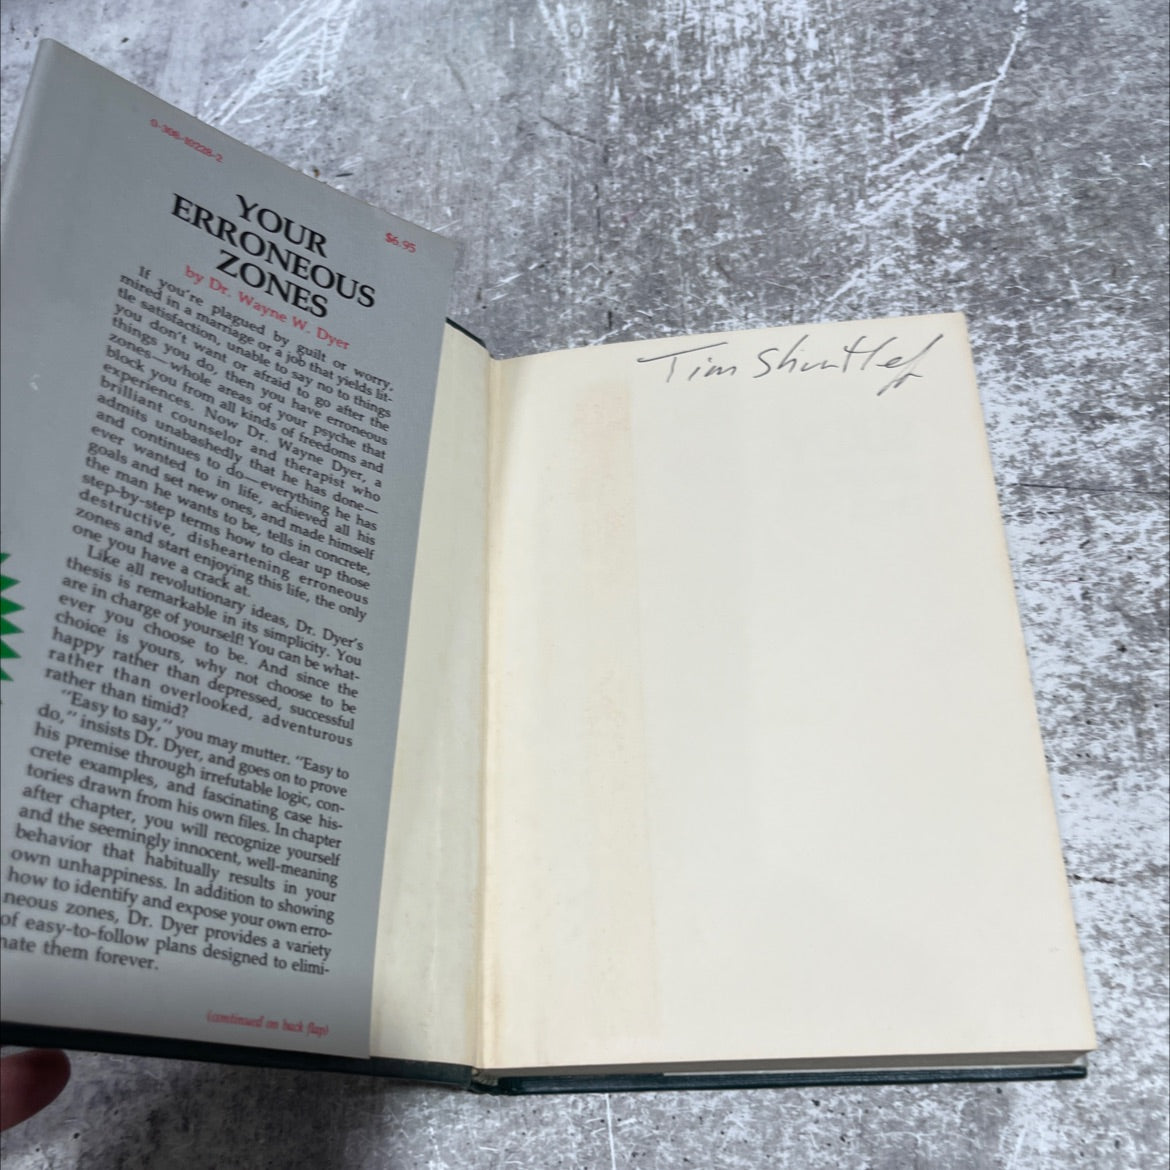 0-308-10228-2
$6.95
YOUR
ERRONEOUS
ZONES
by Dr. Wayne W. Dyer
If you're plagued by guilt or worry,
mired in a marriage or a job that yields lit-
tle satisfaction, unable to say no to things
you don't want or afraid to go after the
things you do, then you have erroneous
zones—whole areas of your psyche that
block you from all kinds of freedoms and
experiences. Now Dr. Wayne Dyer, a
brilliant counselor and therapist who
admits unabashedly that he has done—
and continues to do—everything he has
ever wanted to in life, achieved all his
goals and set new ones, and made himself
the man he wants to be, tells in concrete,
step-by-step terms how to clear up those
destructive, disheartening erroneous
zones and start enjoying this life, the only
one you have a crack at.
Like all revolutionary ideas, Dr. Dyer's
thesis is remarkable in its simplicity. You
are in charge of yourself! You can be what-
ever you choose to be. And since the
choice is yours, why not choose to be
happy rather than depressed, successful
rather than overlooked, adventurous
rather than timid?
"Easy to say," you may mutter. "Easy to
do," insists Dr. Dyer, and goes on to prove
his premise through irrefutable logic, con-
crete examples, and fascinating case his-
tories drawn from his own files. In chapter
after chapter, you will recognize yourself
and the seemingly innocent, well-meaning
behavior that habitually results in your
own unhappiness. In addition to showing
how to identify and expose your own erro-
neous zones, Dr. Dyer provides a variety
of easy-to-follow plans designed to elimi-
nate them forever.
(continued on back flap)
Tim